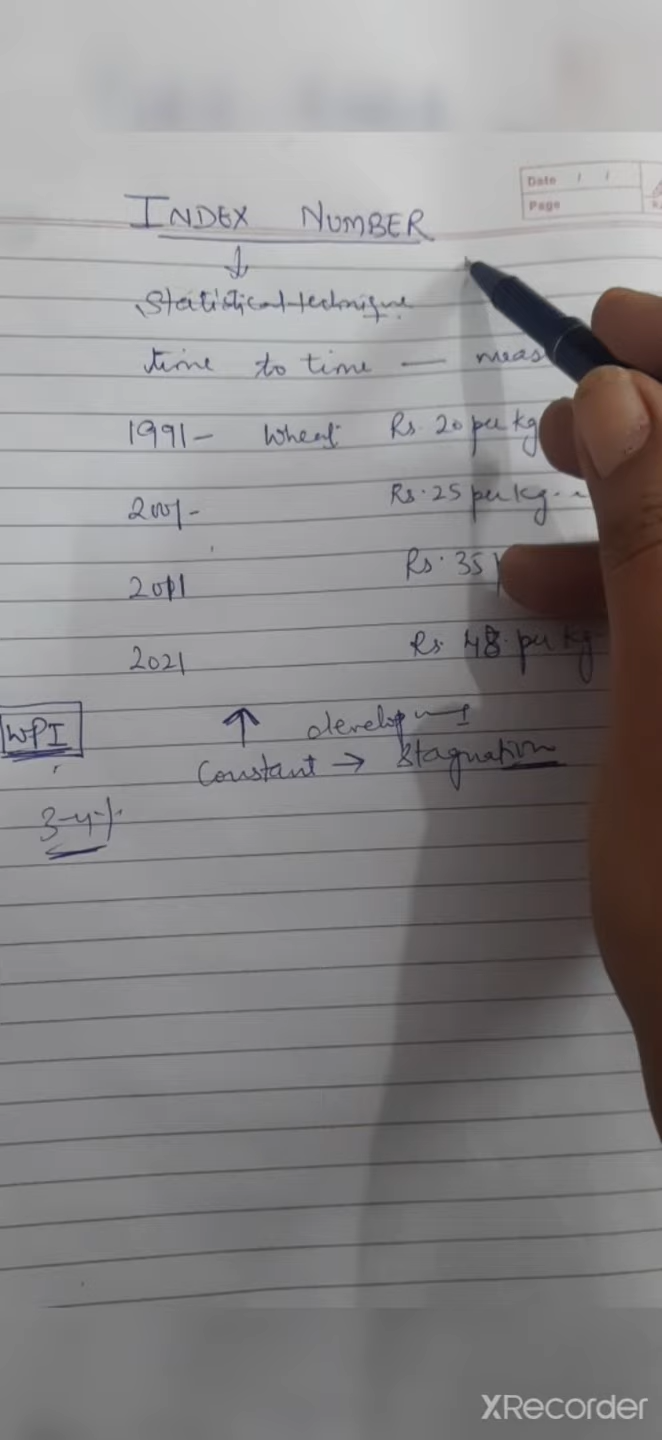 Date / /
Page
INDEX NUMBER
↓
Statistical technique
time to time — meas
1991 - Wheat Rs. 20 per kg
2001 - Rs. 25 per kg.
2011 Rs. 35
2021 Rs. 48 per kg
WPI
↑
Constant → Stagnation
3-4%
XRecorder